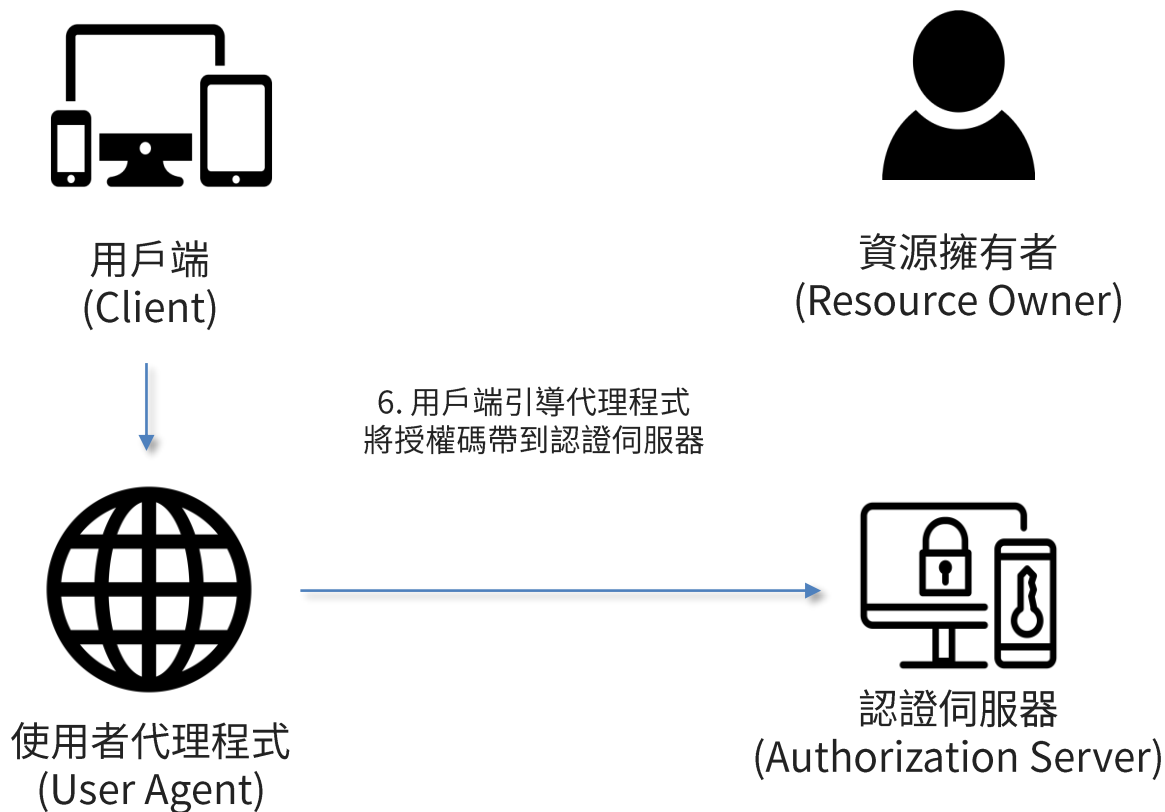 用戶端
(Client)
資源擁有者
(Resource Owner)
6. 用戶端引導代理程式
將授權碼帶到認證伺服器
使用者代理程式
(User Agent)
認證伺服器
(Authorization Server)